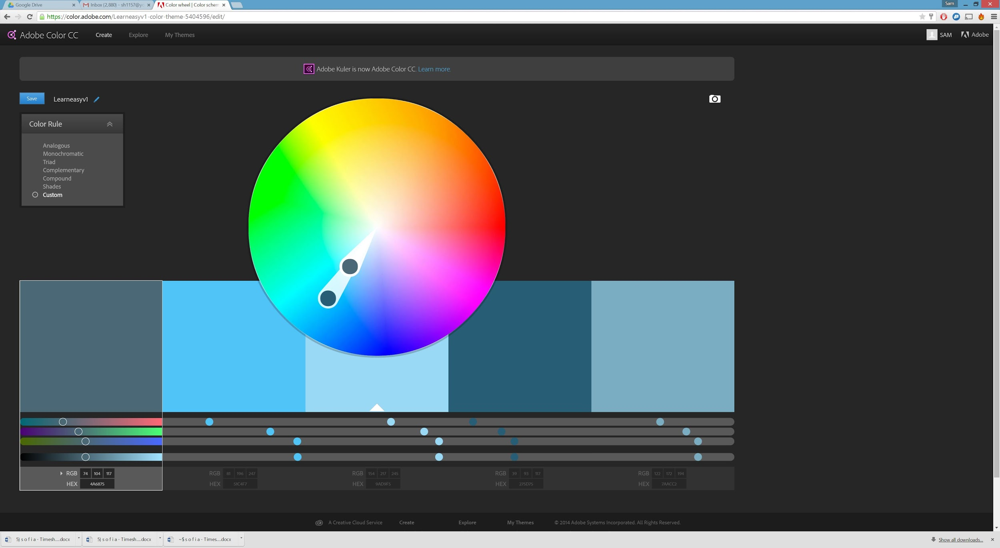 Google Drive
Inbox (2,880) - sh1157@yo
Color wheel | Color schem
Sam
https://color.adobe.com/Learneasyv1-color-theme-5404596/edit/
Adobe Color CC Create Explore My Themes SAM Adobe
Adobe Kuler is now Adobe Color CC. Learn more.
Save Learneasyv1
Color Rule
Analogous
Monochromatic
Triad
Complementary
Compound
Shades
Custom
RGB 74 104 117 RGB 81 196 247 RGB 154 217 245 RGB 39 93 117 RGB 122 172 194
HEX 4A6875 HEX 51C4F7 HEX 9AD9F5 HEX 275D75 HEX 7AACC2
A Creative Cloud Service Create Explore My Themes © 2014 Adobe Systems Incorporated. All Rights Reserved.
5) s o f i a - Timesh....docx 5) s o f i a - Timesh....docx ~$ s o f i a - Times....docx Show all downloads...